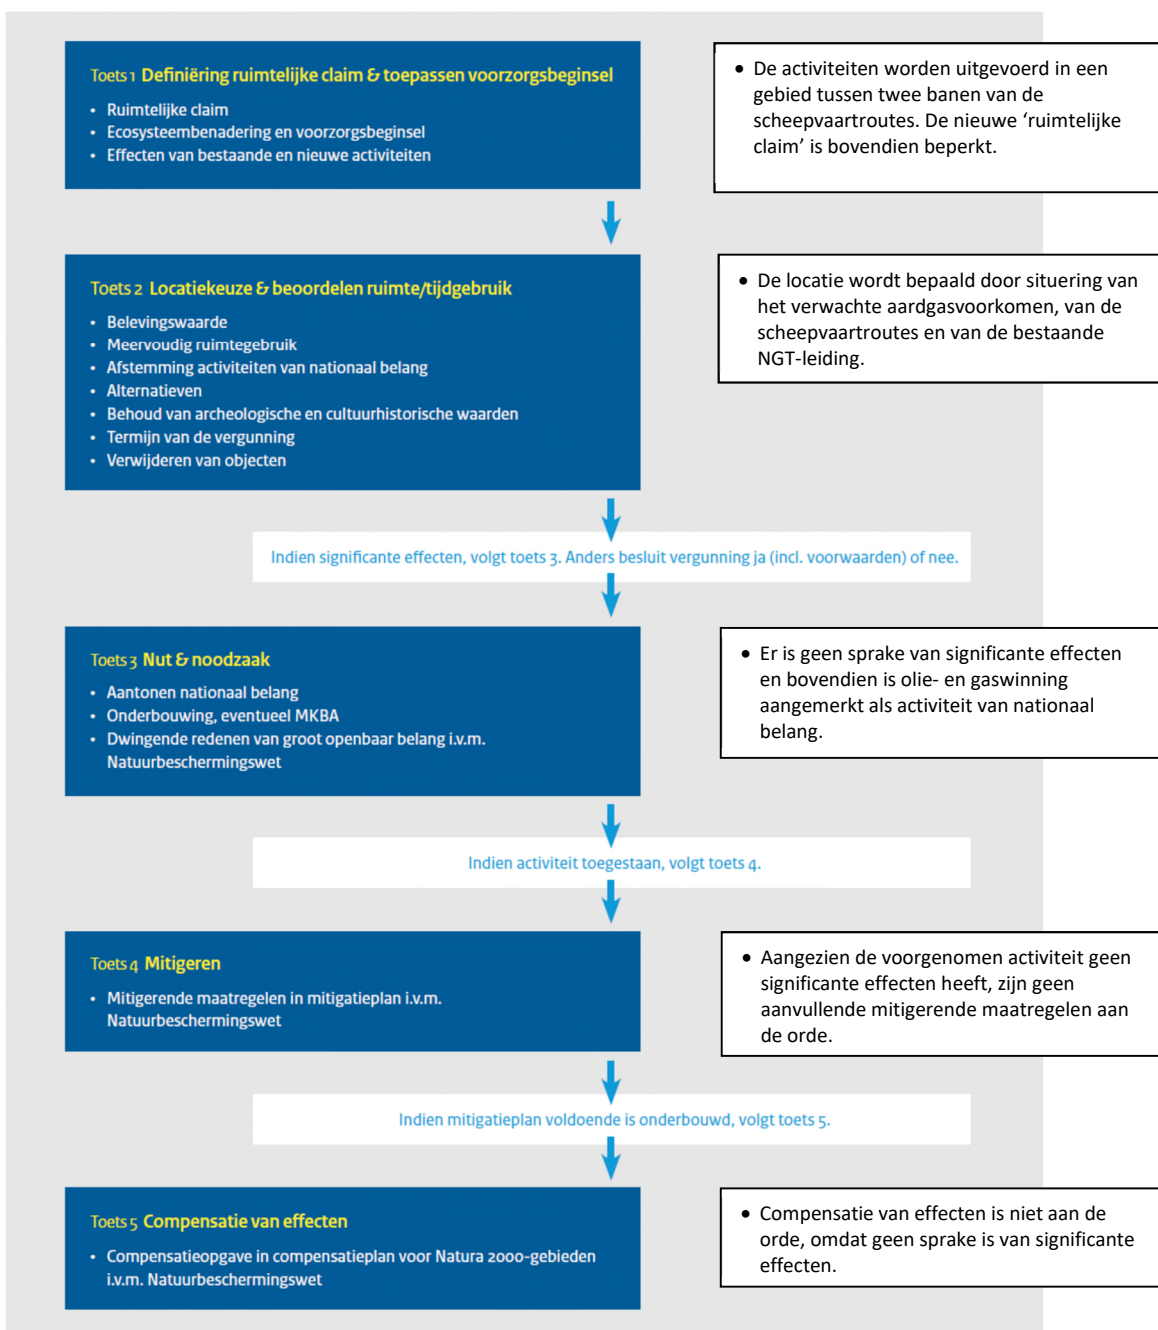 Toets 1 Definiëring ruimtelijke claim & toepassen voorzorgsbeginsel
• Ruimtelijke claim
• Ecosysteembenadering en voorzorgsbeginsel
• Effecten van bestaande en nieuwe activiteiten
• De activiteiten worden uitgevoerd in een
gebied tussen twee banen van de
scheepvaartroutes. De nieuwe ‘ruimtelijke
claim’ is bovendien beperkt.
Toets 2 Locatiekeuze & beoordelen ruimte/tijdgebruik
• Belevingswaarde
• Meervoudig ruimtegebruik
• Afstemming activiteiten van nationaal belang
• Alternatieven
• Behoud van archeologische en cultuurhistorische waarden
• Termijn van de vergunning
• Verwijderen van objecten
• De locatie wordt bepaald door situering van
het verwachte aardgasvoorkomen, van de
scheepvaartroutes en van de bestaande
NGT-leiding.
Indien significante effecten, volgt toets 3. Anders besluit vergunning ja (incl. voorwaarden) of nee.
Toets 3 Nut & noodzaak
• Aantonen nationaal belang
• Onderbouwing, eventueel MKBA
• Dwingende redenen van groot openbaar belang i.v.m.
Natuurbeschermingswet
• Er is geen sprake van significante effecten
en bovendien is olie- en gaswinning
aangemerkt als activiteit van nationaal
belang.
Indien activiteit toegestaan, volgt toets 4.
Toets 4 Mitigeren
• Mitigerende maatregelen in mitigatieplan i.v.m.
Natuurbeschermingswet
• Aangezien de voorgenomen activiteit geen
significante effecten heeft, zijn geen
aanvullende mitigerende maatregelen aan
de orde.
Indien mitigatieplan voldoende is onderbouwd, volgt toets 5.
Toets 5 Compensatie van effecten
• Compensatieopgave in compensatieplan voor Natura 2000-gebieden
i.v.m. Natuurbeschermingswet
• Compensatie van effecten is niet aan de
orde, omdat geen sprake is van significante
effecten.